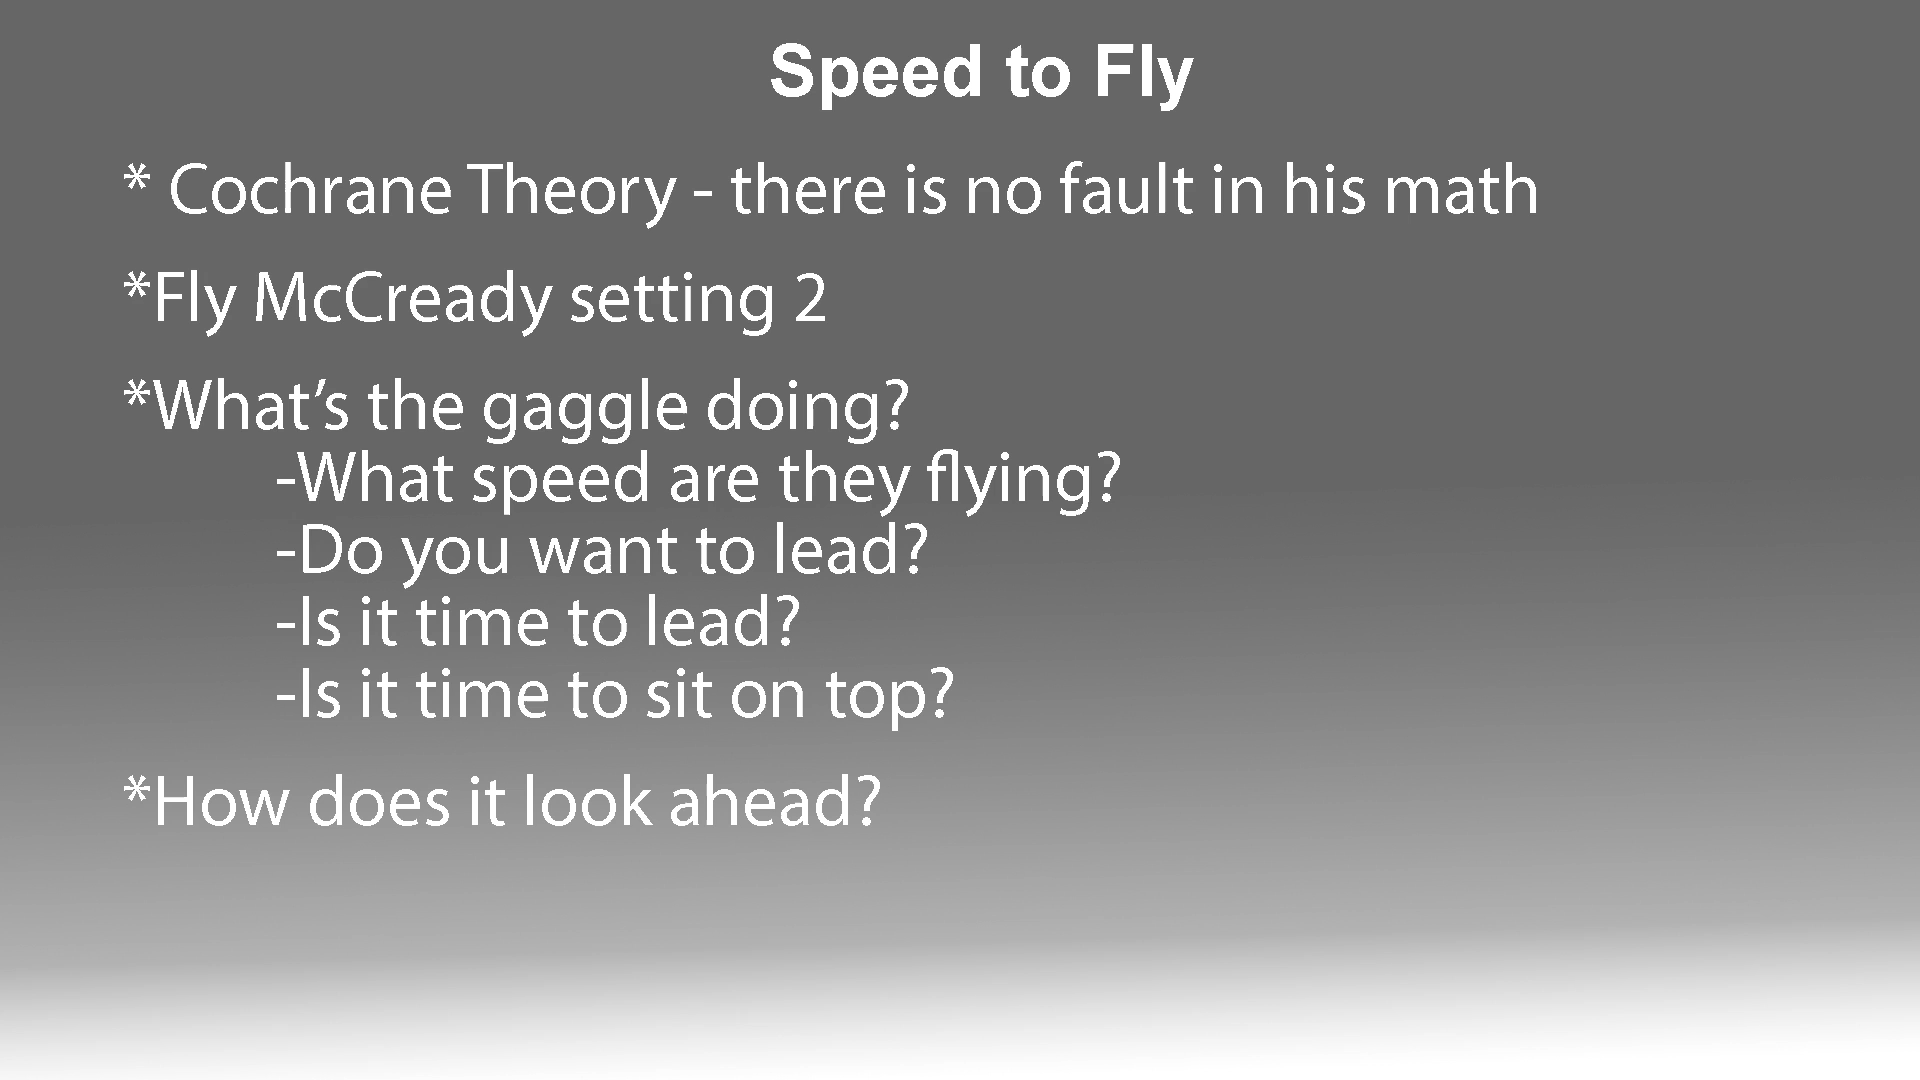 Speed to Fly
* Cochrane Theory - there is no fault in his math
*Fly McCready setting 2
*What’s the gaggle doing?
-What speed are they flying?
-Do you want to lead?
-Is it time to lead?
-Is it time to sit on top?
*How does it look ahead?